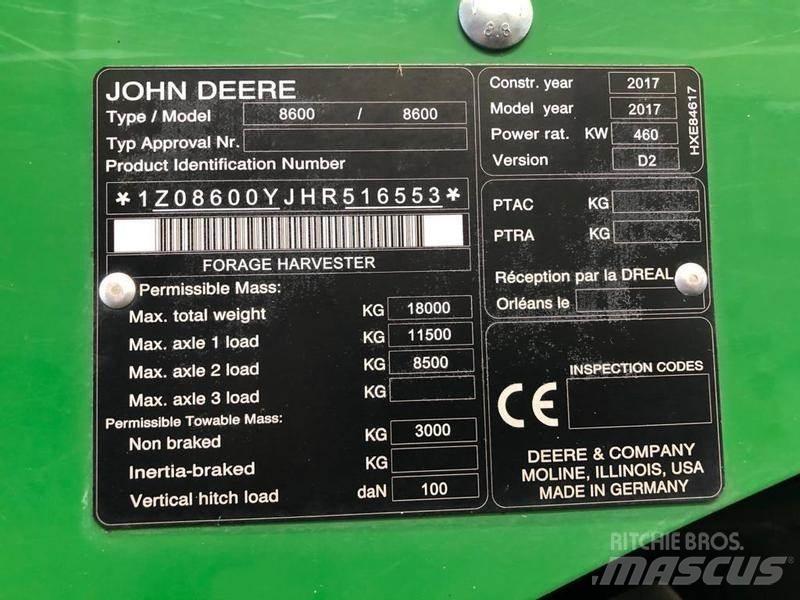 8.8
JOHN DEERE
Type / Model 8600 / 8600
Typ Approval Nr.
Product Identification Number
*1Z08600YJHR516553*
FORAGE HARVESTER
Permissible Mass:
Max. total weight KG 18000
Max. axle 1 load KG 11500
Max. axle 2 load KG 8500
Max. axle 3 load KG
Permissible Towable Mass:
Non braked KG 3000
Inertia-braked KG
Vertical hitch load daN 100
Constr. year 2017
Model year 2017
Power rat. KW 460
Version D2
HXE84617
PTAC KG
PTRA KG
Réception par la DREAL
Orléans le
CE
INSPECTION CODES
DEERE & COMPANY
MOLINE, ILLINOIS, USA
MADE IN GERMANY
RITCHIE BROS.
MASCUS